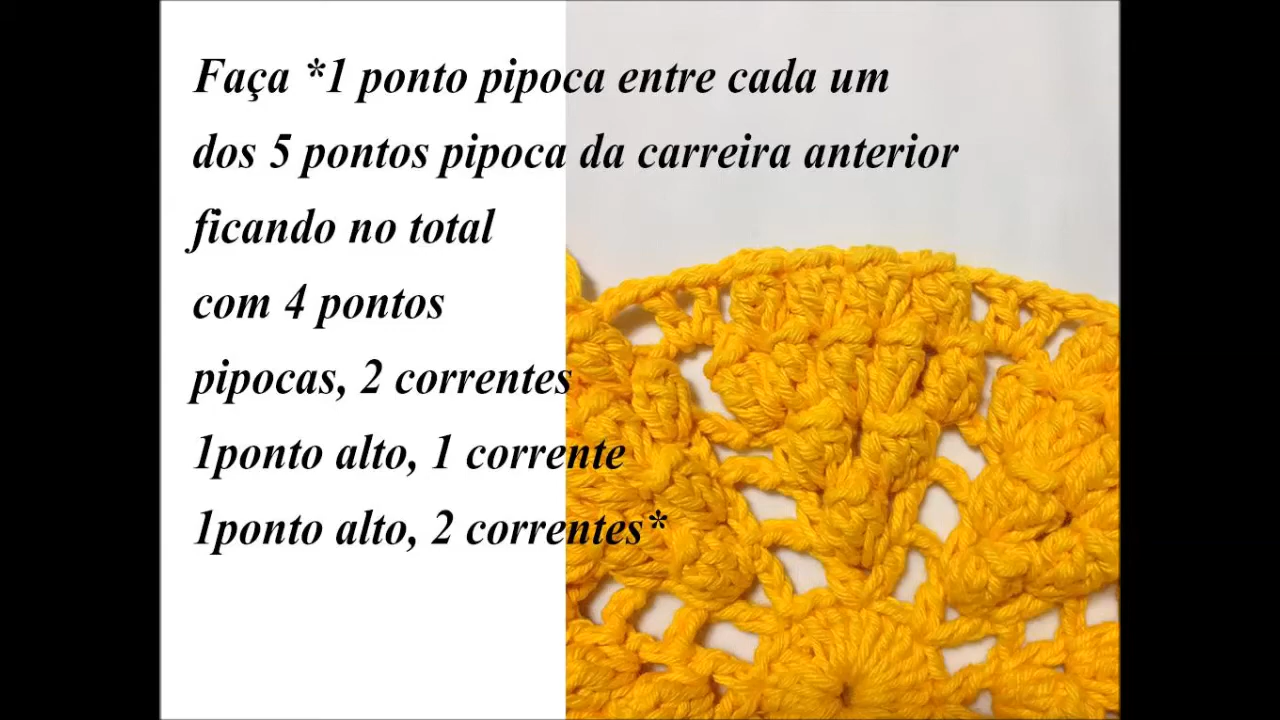 Faça *1 ponto pipoca entre cada um
dos 5 pontos pipoca da carreira anterior
ficando no total
com 4 pontos
pipocas, 2 correntes
1ponto alto, 1 corrente
1ponto alto, 2 correntes*